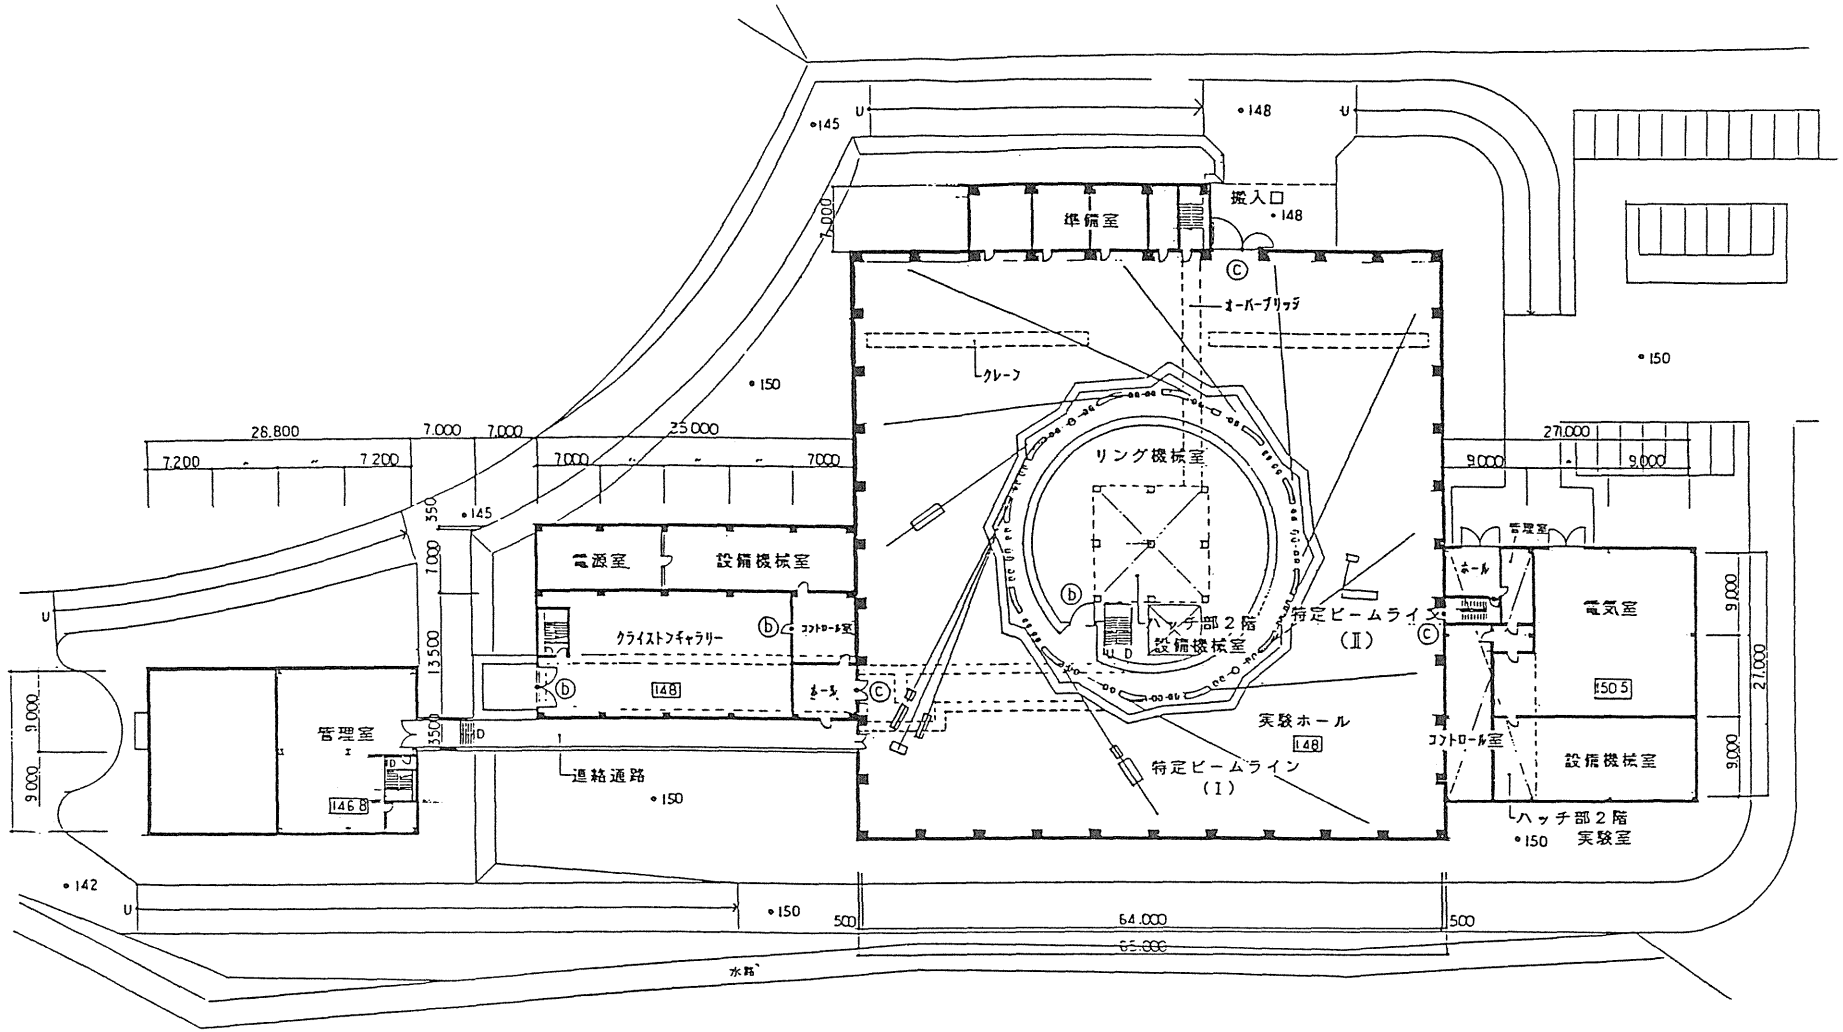 U
145
148
U
搬入口
148
7.000
準備室
ⓒ
オーバーブリッジ
クレーン
150
150
28.800
7.000
7.000
35.000
27.000
7.200
7.200
7.000
7.000
9.000
9.000
リング機械室
350
145
管理室
電源室
設備機械室
7.000
ホール
電気室
9.000
ⓑ
U
クライストンギャラリー
ⓑ
コントロール室
ハッチ部2階
設備機械室
U D
特定ビームライン
(Ⅱ)
ⓒ
13.500
27.000
ⓑ
148
ホール
ⓒ
150.5
9.000
管理室
3500
D
実験ホール
148
コントロール室
9.000
設備機械室
連絡通路
特定ビームライン
(Ⅰ)
D
9.000
146.8
150
ハッチ部2階
実験室
150
142
U
150
500
64.000
500
65.000
水路